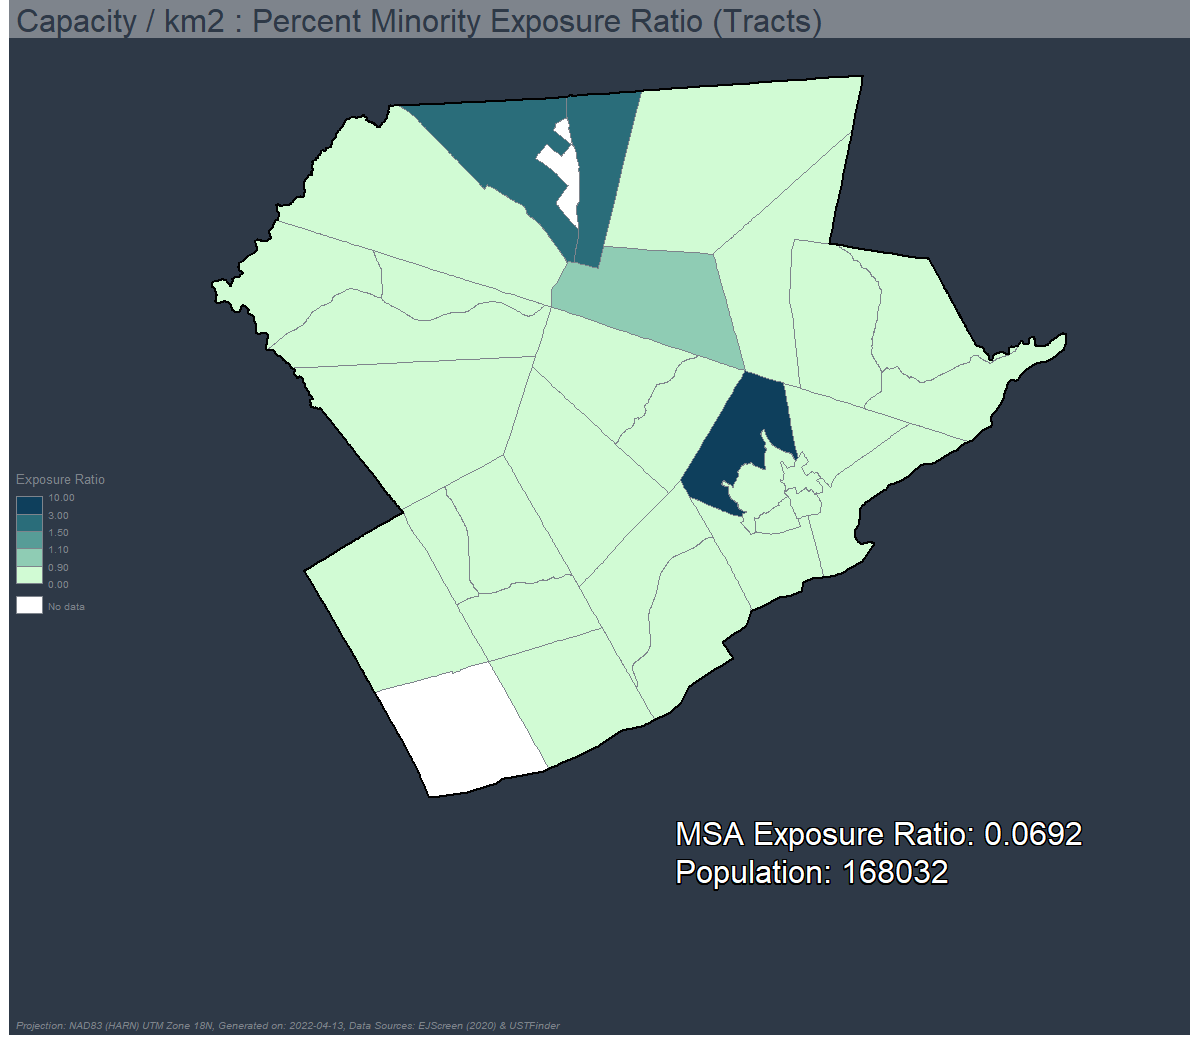 Capacity / km2 : Percent Minority Exposure Ratio (Tracts)
Exposure Ratio
10.00
3.00
1.50
1.10
0.90
0.00
No data
MSA Exposure Ratio: 0.0692
Population: 168032
Projection: NAD83 (HARN) UTM Zone 18N, Generated on: 2022-04-13, Data Sources: EJScreen (2020) & USTFinder